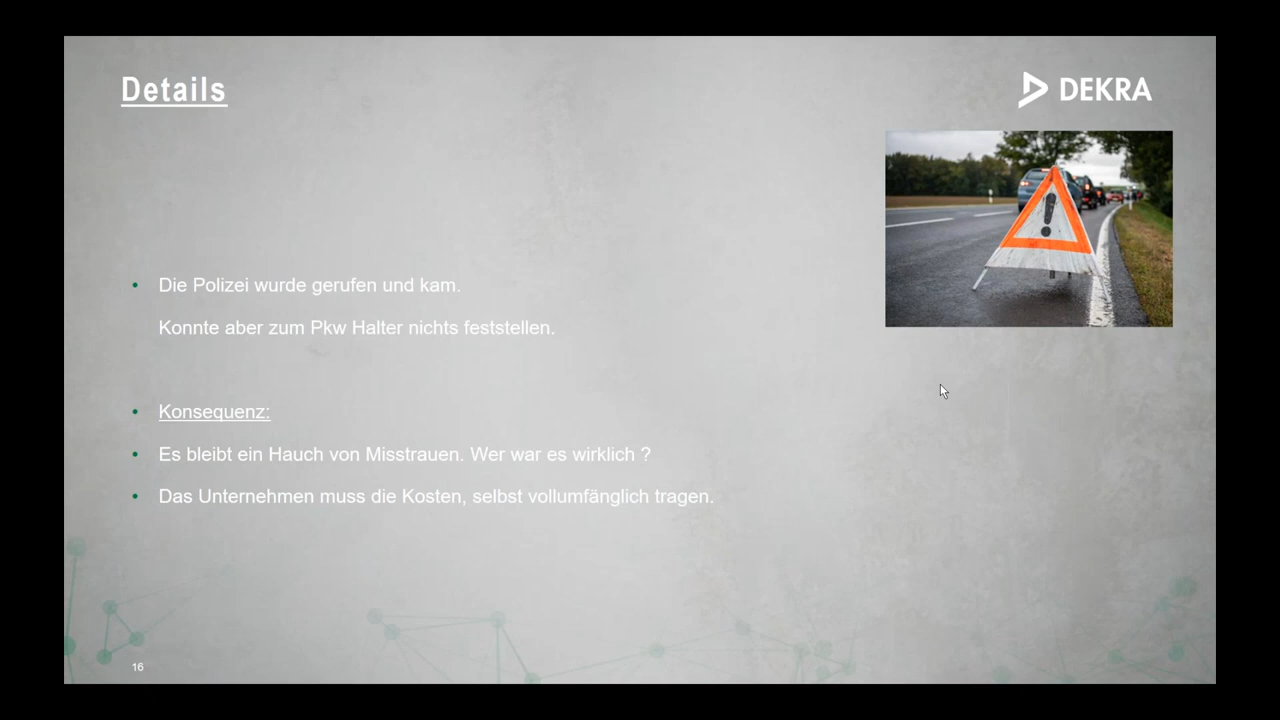 Details
DEKRA
Die Polizei wurde gerufen und kam.
Konnte aber zum Pkw Halter nichts feststellen.
Konsequenz:
Es bleibt ein Hauch von Misstrauen. Wer war es wirklich ?
Das Unternehmen muss die Kosten, selbst vollumfänglich tragen.
16